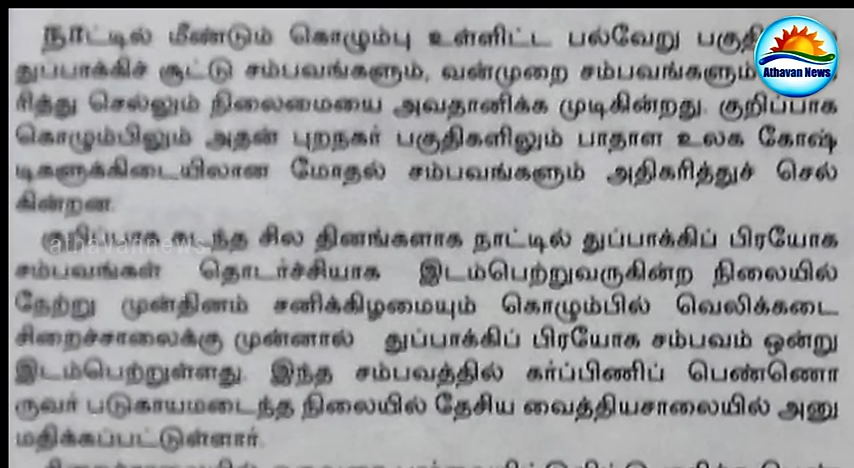 நாட்டில் மீண்டும் கொழும்பு உள்ளிட்ட பல்வேறு பகுதி
Athavan News
துப்பாக்கிச் சூட்டு சம்பவங்களும், வன்முறை சம்பவங்களும்
ரித்து செல்லும் நிலைமையை அவதானிக்க முடிகின்றது. குறிப்பாக
கொழும்பிலும் அதன் புறநகர் பகுதிகளிலும் பாதாள உலக கோஷ்
டிகளுக்கிடையிலான மோதல் சம்பவங்களும் அதிகரித்துச் செல்
கின்றன.
குறிப்பாக கடந்த சில தினங்களாக நாட்டில் துப்பாக்கிப் பிரயோக
athavannews
சம்பவங்கள் தொடர்ச்சியாக இடம்பெற்றுவருகின்ற நிலையில்
நேற்று முன்தினம் சனிக்கிழமையும் கொழும்பில் வெலிக்கடை
சிறைச்சாலைக்கு முன்னால் துப்பாக்கிப் பிரயோக சம்பவம் ஒன்று
இடம்பெற்றுள்ளது. இந்த சம்பவத்தில் கர்ப்பிணிப் பெண்ணொ
ருவர் படுகாயமடைந்த நிலையில் தேசிய வைத்தியசாலையில் அனு
மதிக்கப்பட்டுள்ளார்.